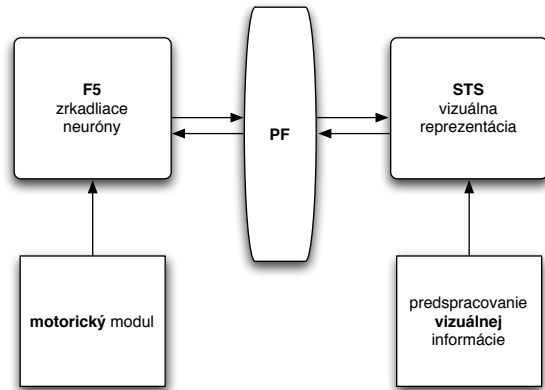 F5
zrkadliace
neuróny
PF
STS
vizuálna
reprezentácia
motorický modul
predspracovanie
vizuálnej
informácie